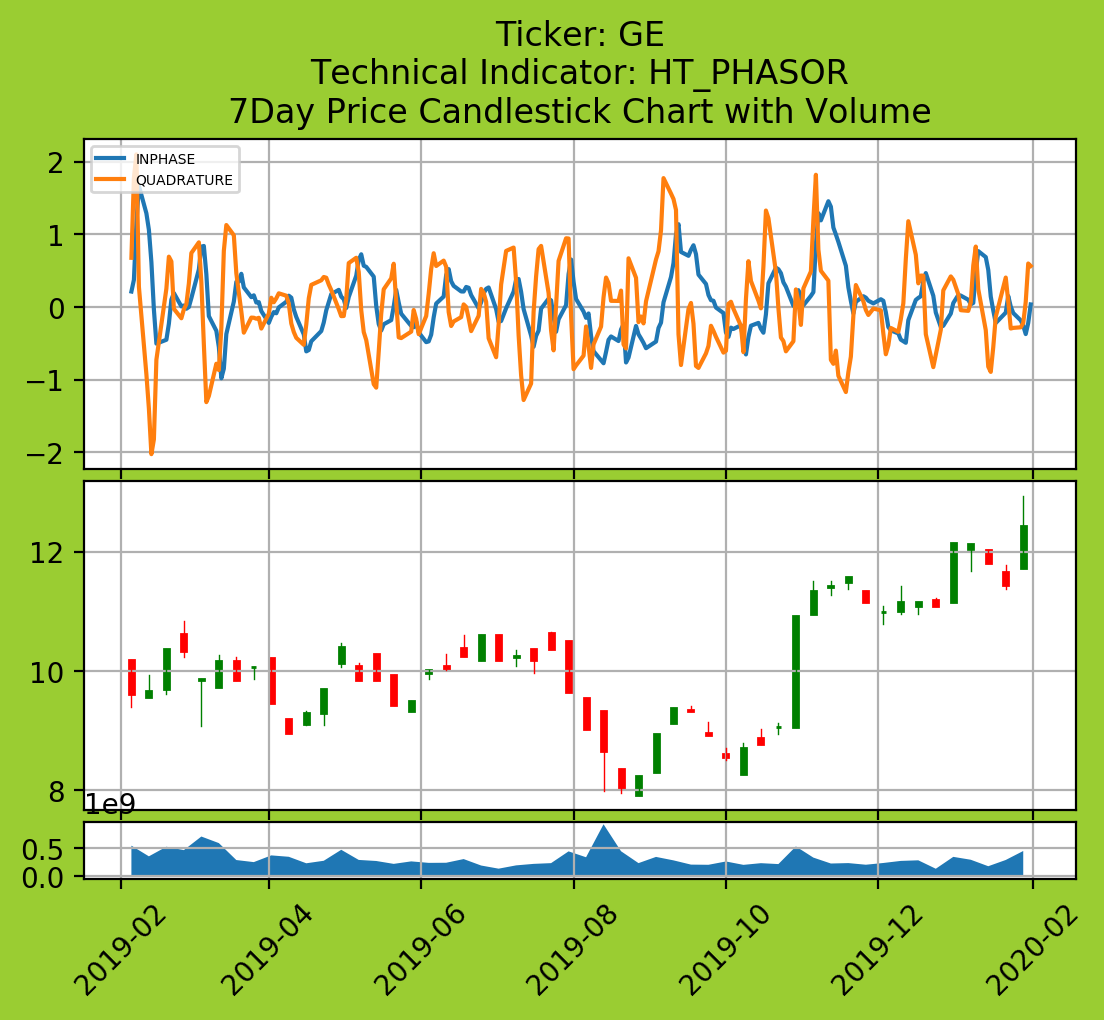 Ticker: GE
Technical Indicator: HT_PHASOR
7Day Price Candlestick Chart with Volume
INPHASE
QUADRATURE
2
1
0
−1
−2
12
10
8
1e9
0.5
0.0
2019-02
2019-04
2019-06
2019-08
2019-10
2019-12
2020-02